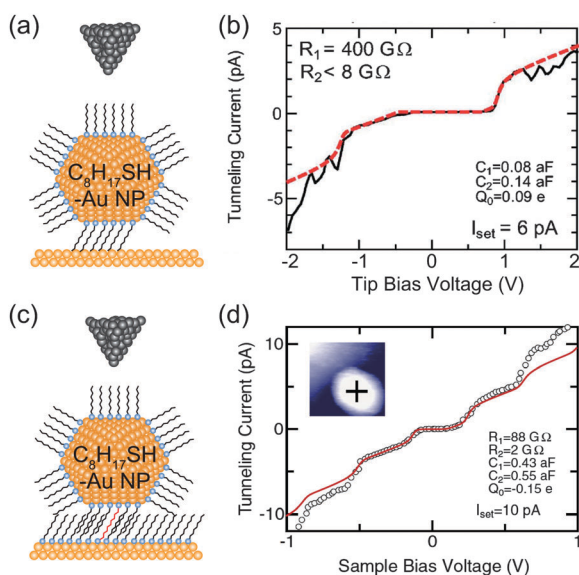 (a)
C₈H₁₇SH
-Au NP
(b)
Tunneling Current (pA)
5
0
-5
R₁ = 400 GΩ
R₂< 8 GΩ
C₁=0.08 aF
C₂=0.14 aF
Q₀=0.09 e
I_set = 6 pA
-2 -1 0 1 2
Tip Bias Voltage (V)
(c)
C₈H₁₇SH
-Au NP
(d)
Tunneling Current (pA)
10
0
-10
R₁=88 GΩ
R₂=2 GΩ
C₁=0.43 aF
C₂=0.55 aF
Q₀=-0.15 e
I_set=10 pA
-1 0 1
Sample Bias Voltage (V)